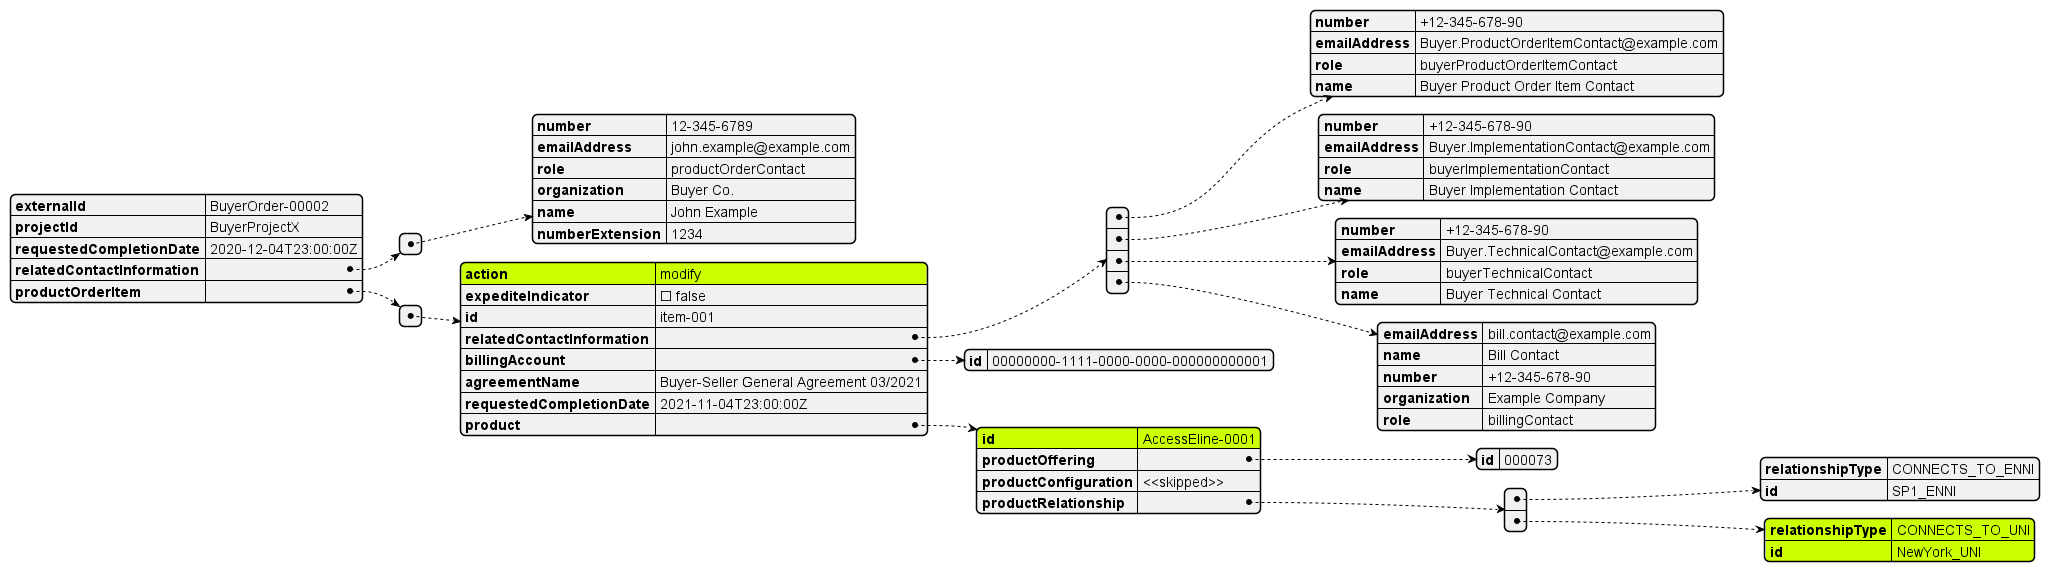 externalId BuyerOrder-00002
projectId BuyerProjectX
requestedCompletionDate 2020-12-04T23:00:00Z
relatedContactInformation
productOrderItem
number 12-345-6789
emailAddress john.example@example.com
role productOrderContact
organization Buyer Co.
name John Example
numberExtension 1234
action modify
expediteIndicator ☐ false
id item-001
relatedContactInformation
billingAccount
agreementName Buyer-Seller General Agreement 03/2021
requestedCompletionDate 2021-11-04T23:00:00Z
product
number +12-345-678-90
emailAddress Buyer.ProductOrderItemContact@example.com
role buyerProductOrderItemContact
name Buyer Product Order Item Contact
number +12-345-678-90
emailAddress Buyer.ImplementationContact@example.com
role buyerImplementationContact
name Buyer Implementation Contact
number +12-345-678-90
emailAddress Buyer.TechnicalContact@example.com
role buyerTechnicalContact
name Buyer Technical Contact
emailAddress bill.contact@example.com
name Bill Contact
number +12-345-678-90
organization Example Company
role billingContact
id 00000000-1111-0000-0000-000000000001
id AccessEline-0001
productOffering
productConfiguration <<skipped>>
productRelationship
id 000073
relationshipType CONNECTS_TO_ENNI
id SP1_ENNI
relationshipType CONNECTS_TO_UNI
id NewYork_UNI